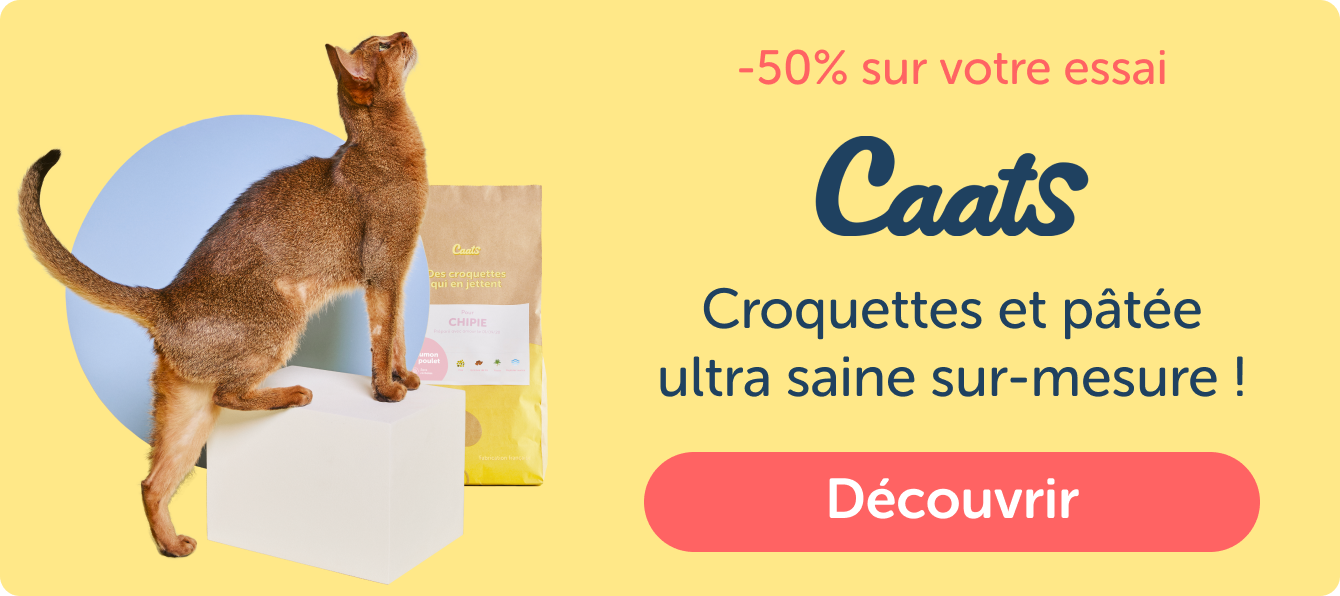 -50% sur votre essai
Caats
Croquettes et pâtée
ultra saine sur-mesure !
Découvrir
Caats
Des croquettes
qui en jettent
CHIPIE
poulet